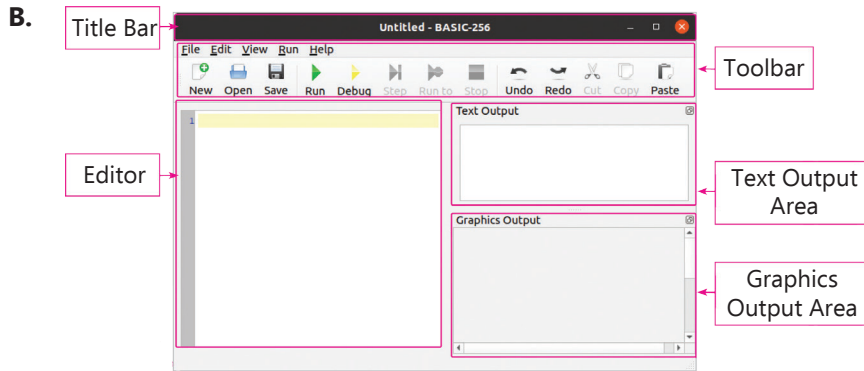 B.
Title Bar
Untitled - BASIC-256
File Edit View Run Help
New Open Save Run Debug Step Run to Stop Undo Redo Cut Copy Paste
Toolbar
1
Editor
Text Output
Text Output
Area
Graphics Output
Graphics
Output Area